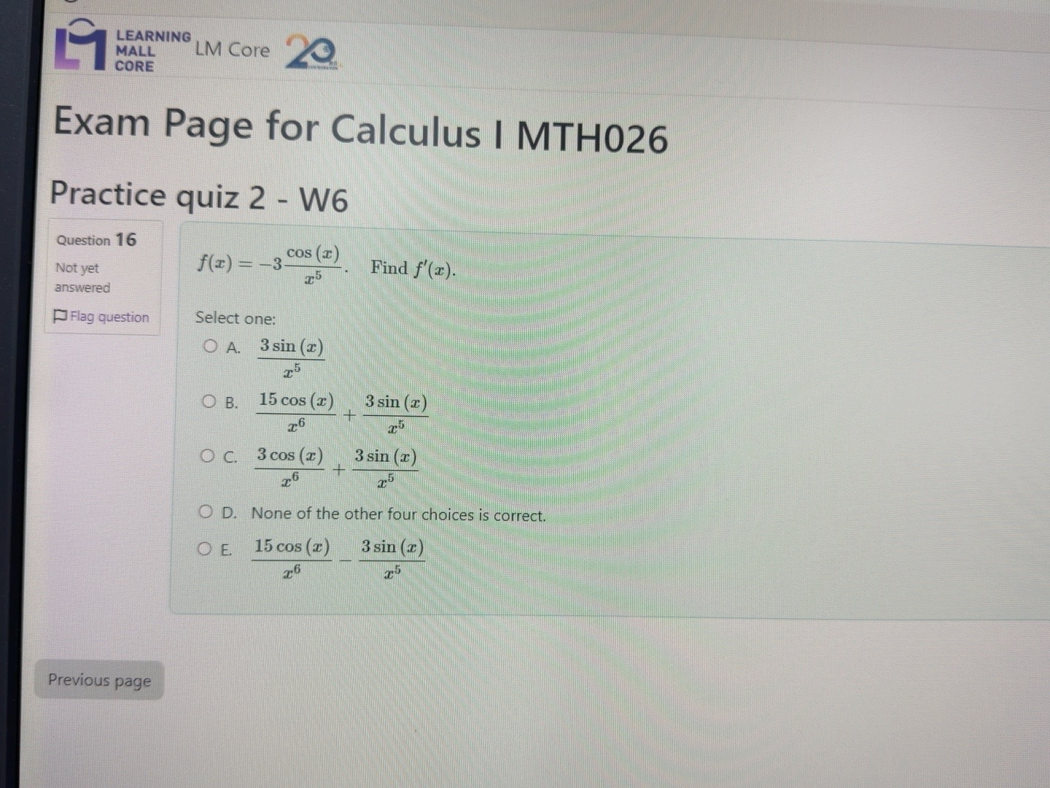 LEARNING
MALL
CORE
LM Core
20
Exam Page for Calculus I MTH026
Practice quiz 2 - W6
Question 16
Not yet
answered
Flag question
f(x) = −3 cos (x) / x^5 . Find f′(x).
Select one:
A. 3 sin (x) / x^5
B. 15 cos (x) / x^6 + 3 sin (x) / x^5
C. 3 cos (x) / x^6 + 3 sin (x) / x^5
D. None of the other four choices is correct.
E. 15 cos (x) / x^6 − 3 sin (x) / x^5
Previous page